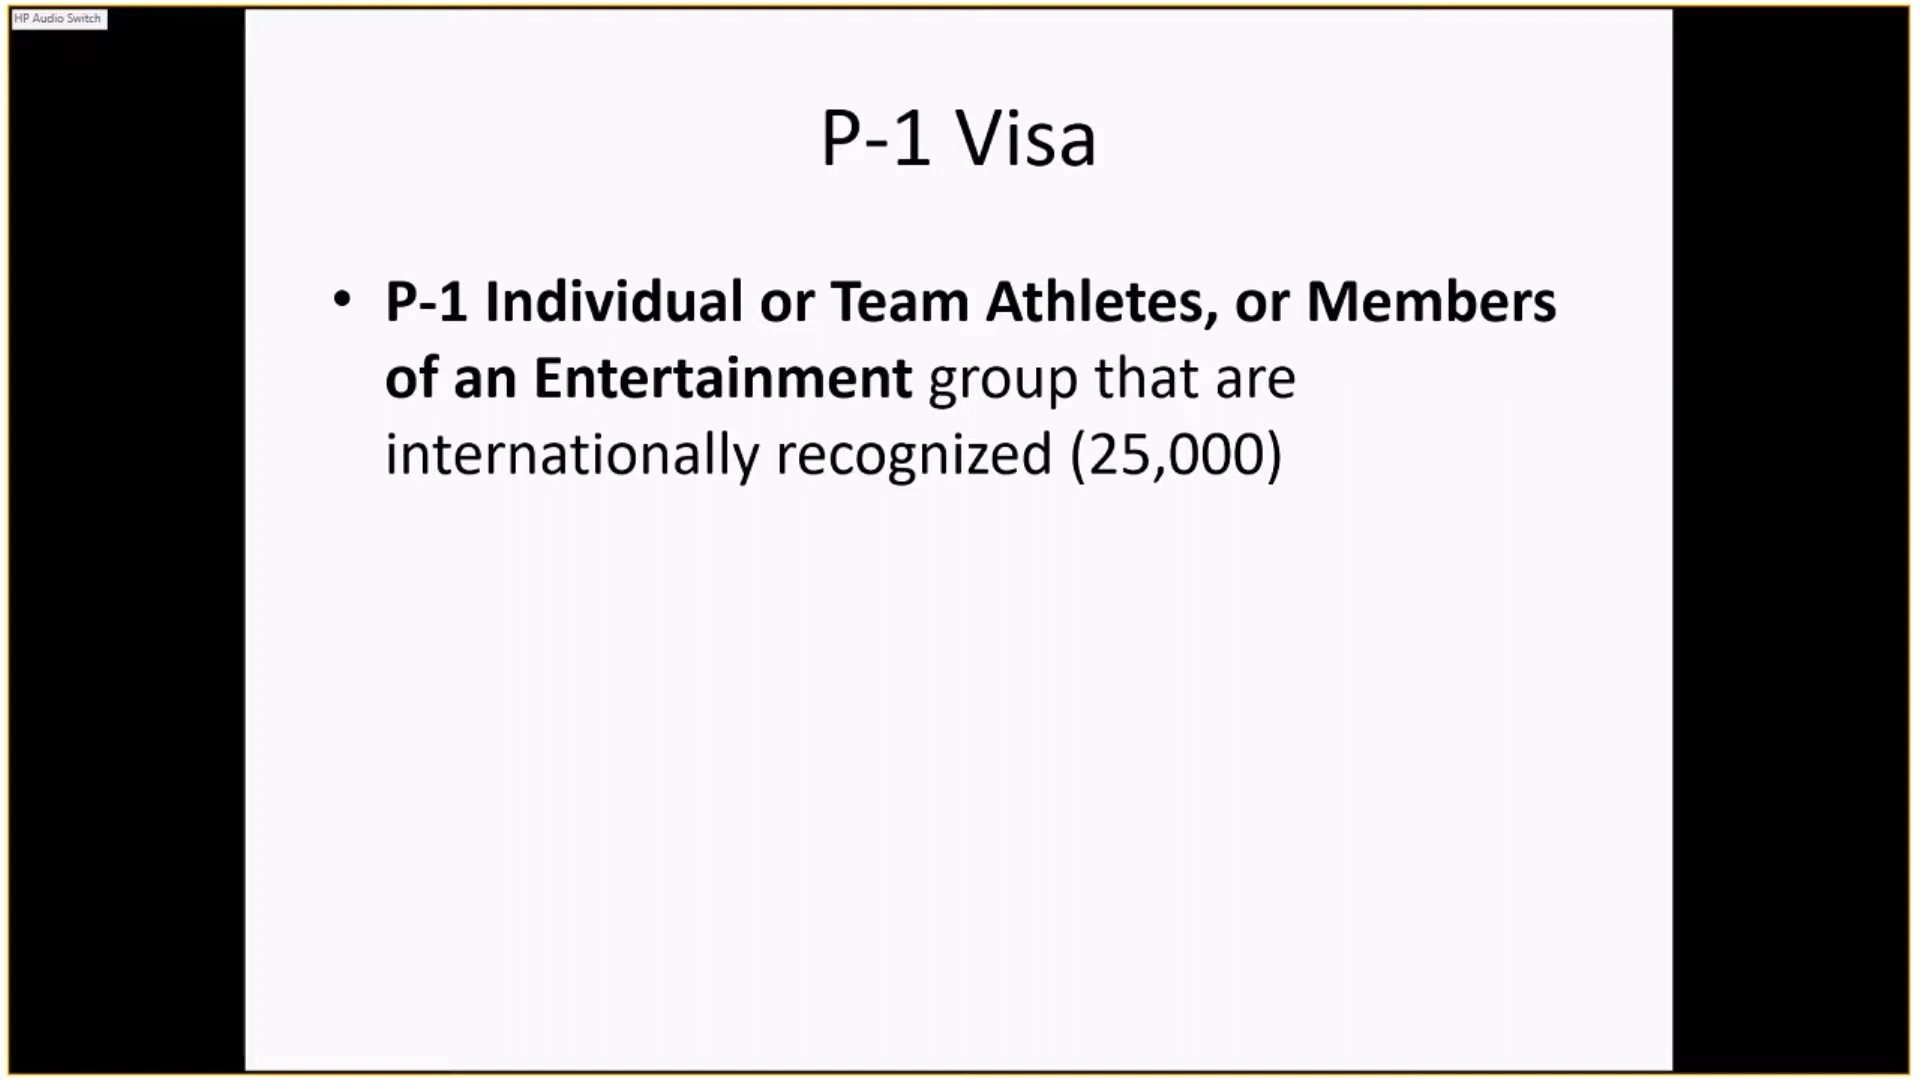 HP Audio Switch
P-1 Visa
• P-1 Individual or Team Athletes, or Members
of an Entertainment group that are
internationally recognized (25,000)